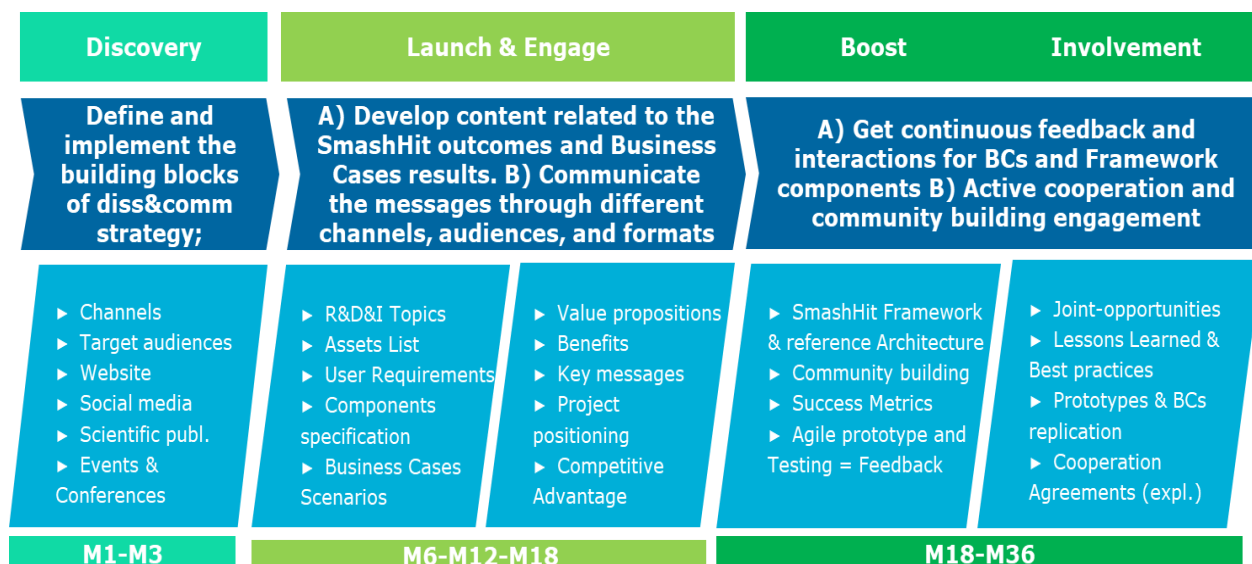 Discovery
Launch & Engage
Boost
Involvement
Define and
implement the
building blocks
of diss&comm
strategy;
A) Develop content related to the
SmashHit outcomes and Business
Cases results. B) Communicate
the messages through different
channels, audiences, and formats
A) Get continuous feedback and
interactions for BCs and Framework
components B) Active cooperation and
community building engagement
► Channels
► Target audiences
► Website
► Social media
► Scientific publ.
► Events &
Conferences
► R&D&I Topics
► Assets List
► User Requirements
► Components
specification
► Business Cases
Scenarios
► Value propositions
► Benefits
► Key messages
► Project
positioning
► Competitive
Advantage
► SmashHit Framework
& reference Architecture
► Community building
► Success Metrics
► Agile prototype and
Testing = Feedback
► Joint-opportunities
► Lessons Learned &
Best practices
► Prototypes & BCs
replication
► Cooperation
Agreements (expl.)
M1-M3
M6-M12-M18
M18-M36